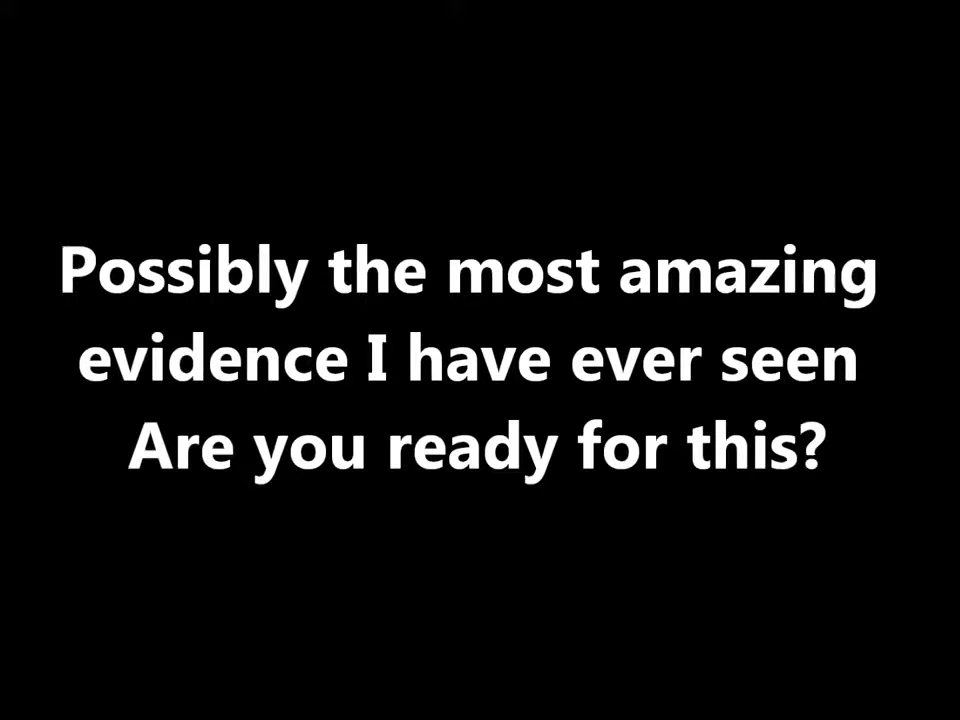 Possibly the most amazing
evidence I have ever seen
Are you ready for this?